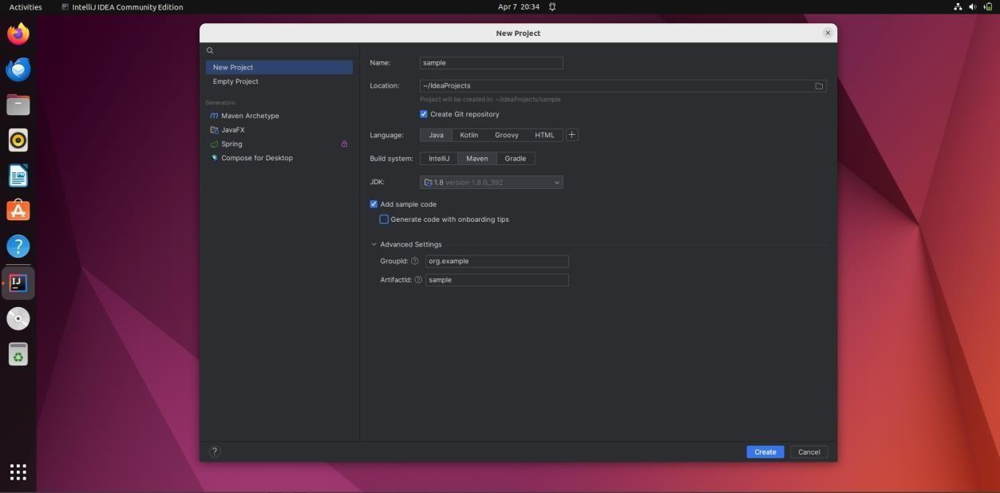 Activities IntelliJ IDEA Community Edition Apr 7 20:34
New Project
New Project
Empty Project
Generators
Maven Archetype
JavaFX
Spring
Compose for Desktop
Name: sample
Location: ~/IdeaProjects
Project will be created in: ~/IdeaProjects/sample
Create Git repository
Language: Java Kotlin Groovy HTML +
Build system: IntelliJ Maven Gradle
JDK: 1.8 version 1.8.0_392
Add sample code
Generate code with onboarding tips
Advanced Settings
GroupId: ? org.example
ArtifactId: ? sample
? Create Cancel